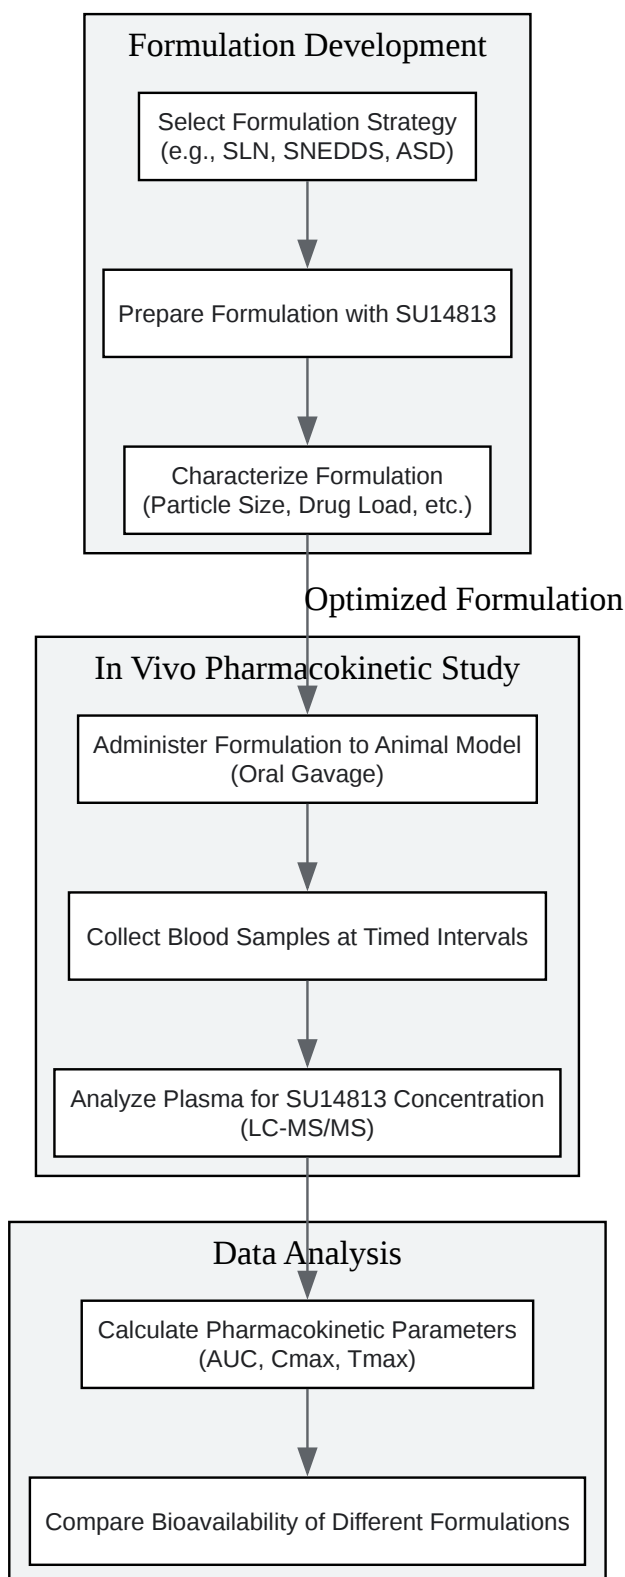 Formulation Development
Select Formulation Strategy
(e.g., SLN, SNEDDS, ASD)
Prepare Formulation with SU14813
Characterize Formulation
(Particle Size, Drug Load, etc.)
Optimized Formulation
In Vivo Pharmacokinetic Study
Administer Formulation to Animal Model
(Oral Gavage)
Collect Blood Samples at Timed Intervals
Analyze Plasma for SU14813 Concentration
(LC-MS/MS)
Data Analysis
Calculate Pharmacokinetic Parameters
(AUC, Cmax, Tmax)
Compare Bioavailability of Different Formulations